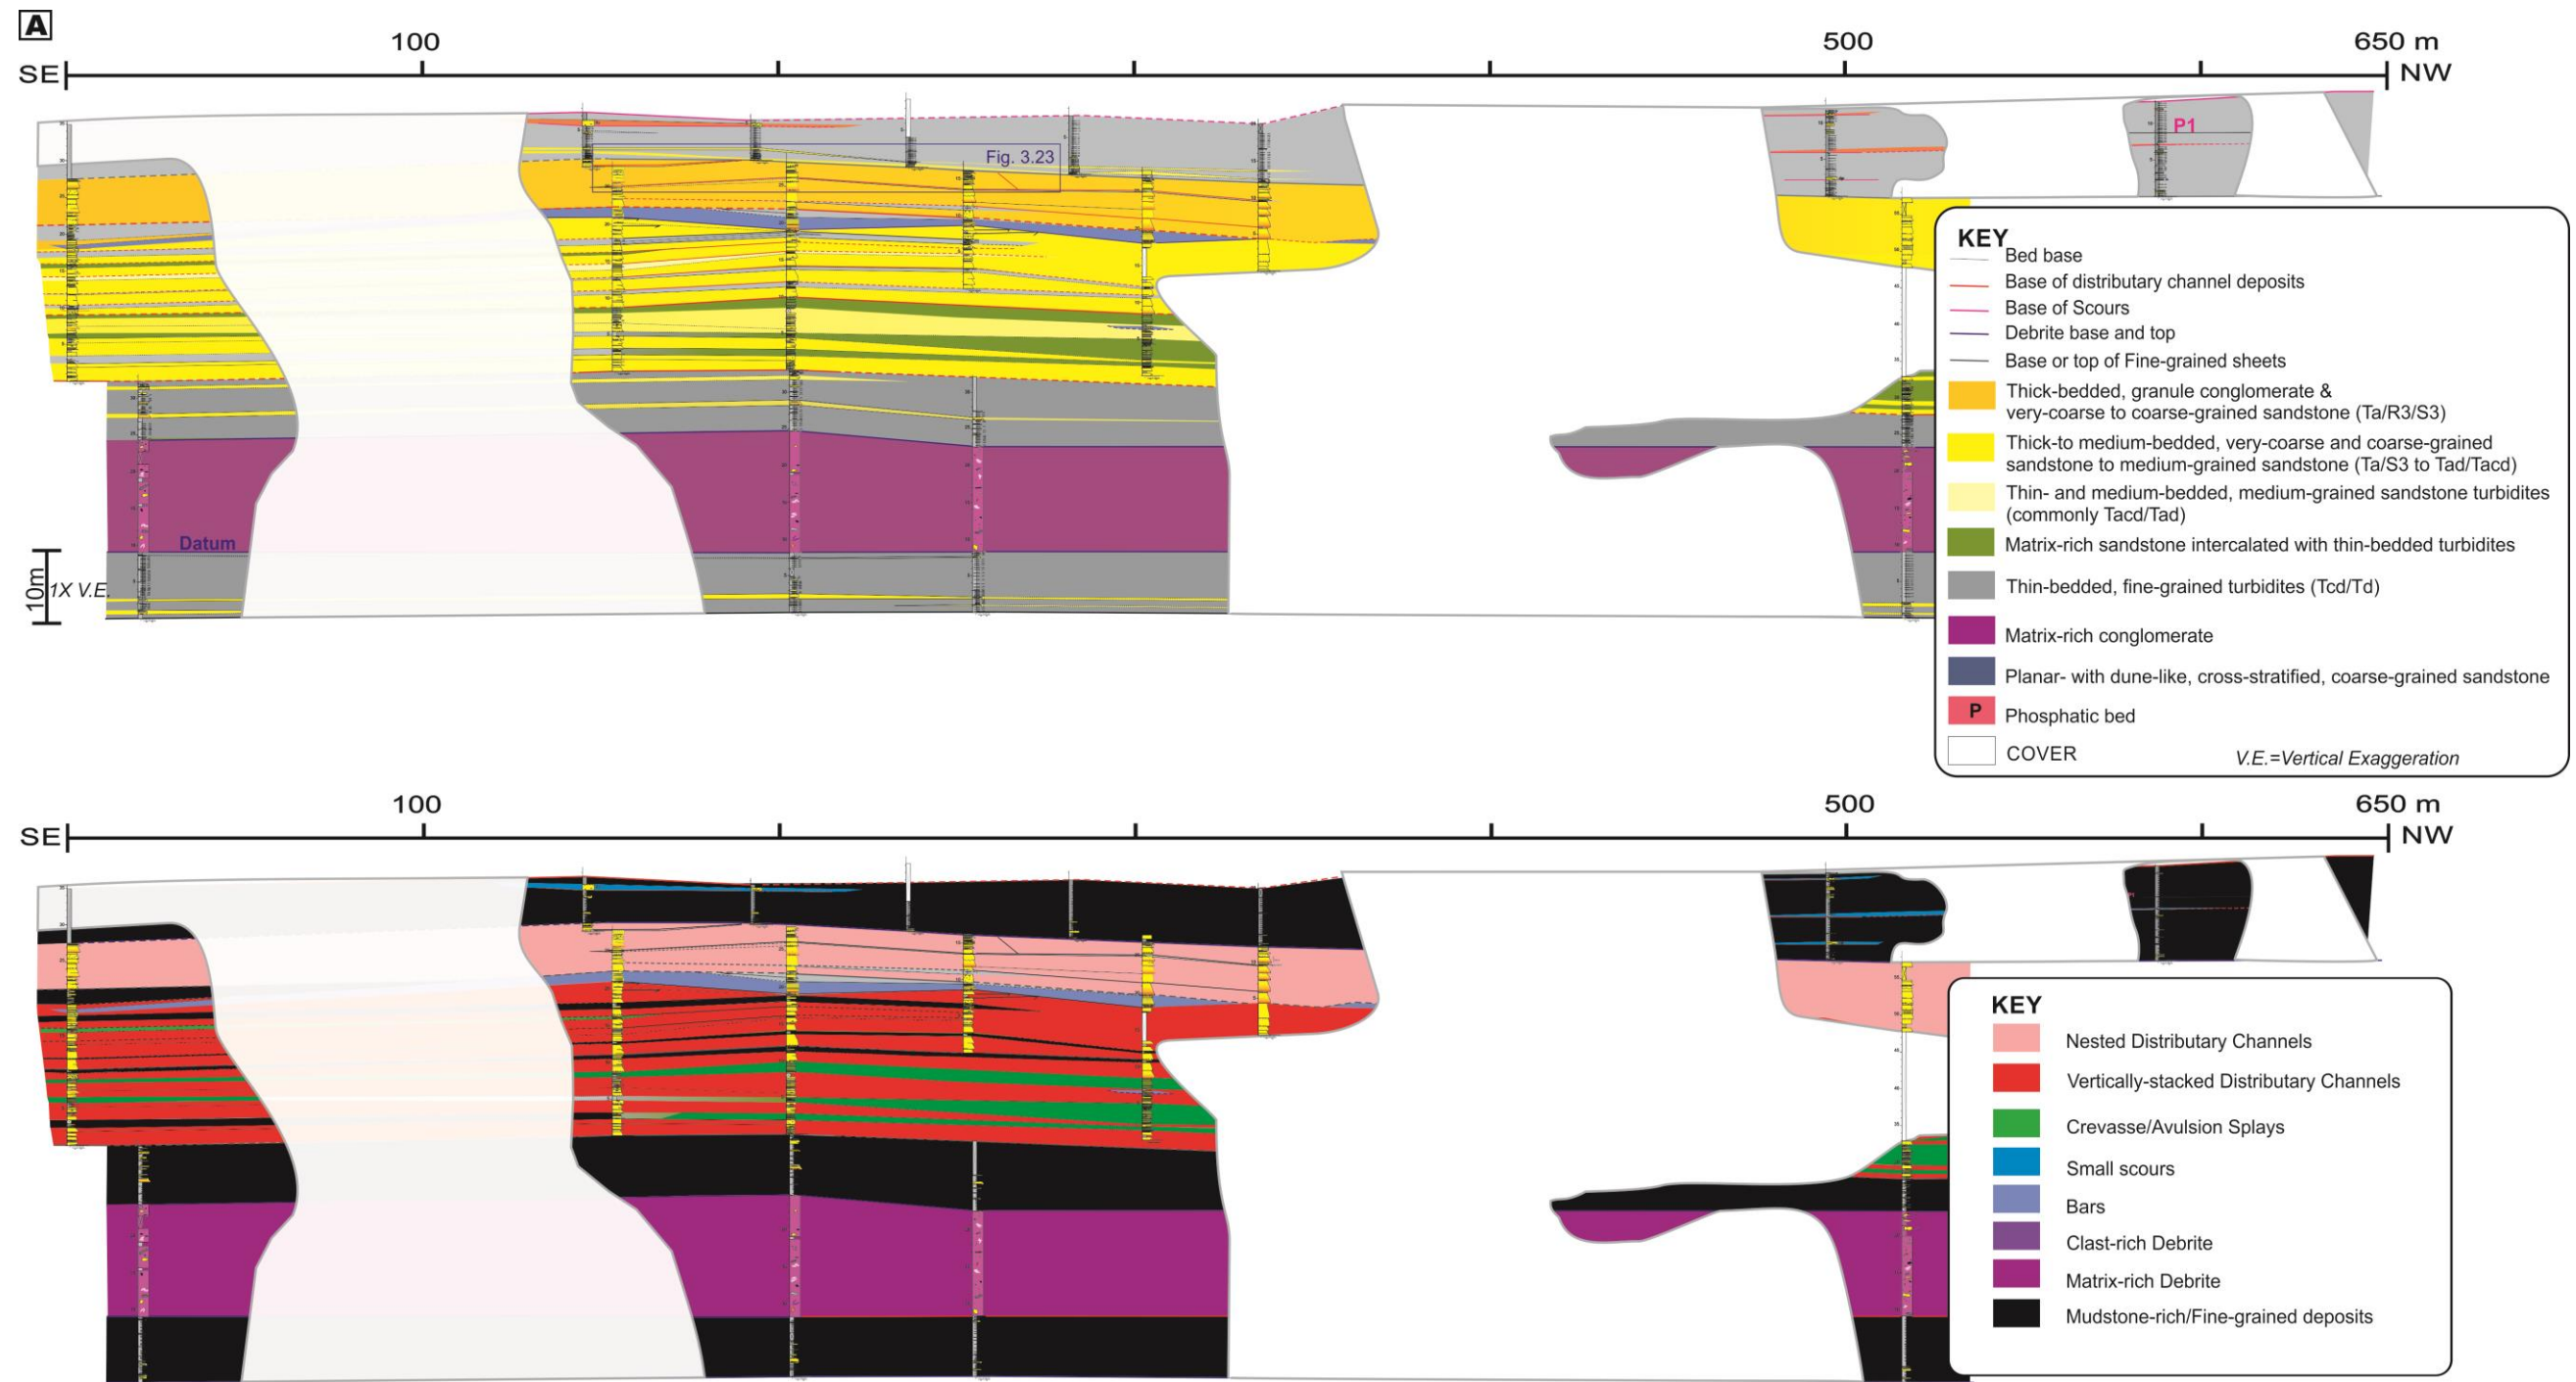 A
100 500 650 m
SE NW
Fig. 3.23
P1
Datum
10m
1X V.E.
KEY
Bed base
Base of distributary channel deposits
Base of Scours
Debrite base and top
Base or top of Fine-grained sheets
Thick-bedded, granule conglomerate &
very-coarse to coarse-grained sandstone (Ta/R3/S3)
Thick-to medium-bedded, very-coarse and coarse-grained
sandstone to medium-grained sandstone (Ta/S3 to Tad/Tacd)
Thin- and medium-bedded, medium-grained sandstone turbidites
(commonly Tacd/Tad)
Matrix-rich sandstone intercalated with thin-bedded turbidites
Thin-bedded, fine-grained turbidites (Tcd/Td)
Matrix-rich conglomerate
Planar- with dune-like, cross-stratified, coarse-grained sandstone
P Phosphatic bed
COVER V.E.=Vertical Exaggeration
100 500 650 m
SE NW
KEY
Nested Distributary Channels
Vertically-stacked Distributary Channels
Crevasse/Avulsion Splays
Small scours
Bars
Clast-rich Debrite
Matrix-rich Debrite
Mudstone-rich/Fine-grained deposits